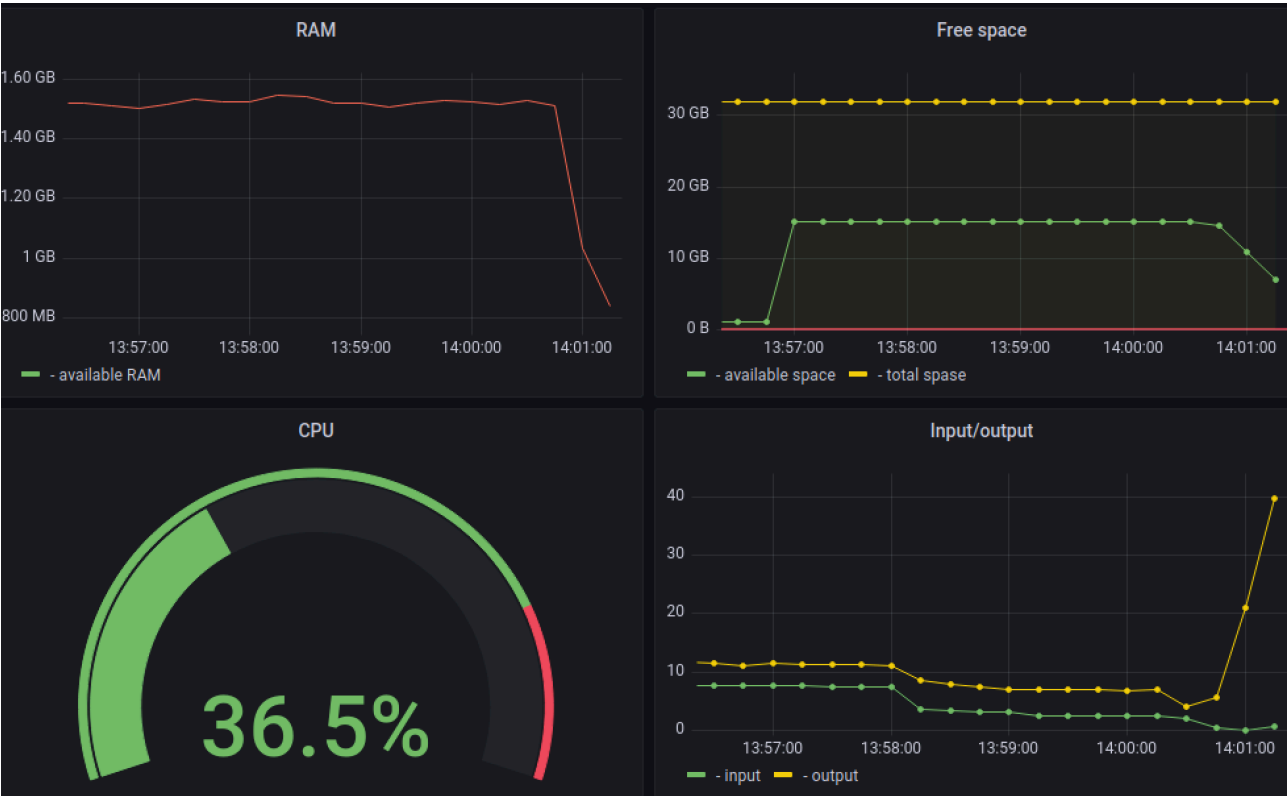 RAM
1.60 GB
1.40 GB
1.20 GB
1 GB
800 MB
13:57:00 13:58:00 13:59:00 14:00:00 14:01:00
- available RAM
Free space
30 GB
20 GB
10 GB
0 B
13:57:00 13:58:00 13:59:00 14:00:00 14:01:00
- available space - total spase
CPU
36.5%
Input/output
40
30
20
10
0
13:57:00 13:58:00 13:59:00 14:00:00 14:01:00
- input - output